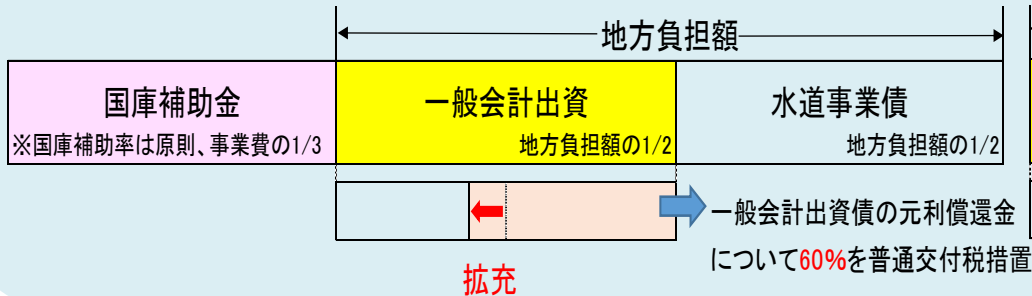 地方負担額
国庫補助金
※国庫補助率は原則、事業費の1/3
一般会計出資
地方負担額の1/2
水道事業債
地方負担額の1/2
一般会計出資債の元利償還金
について60%を普通交付税措置
拡充